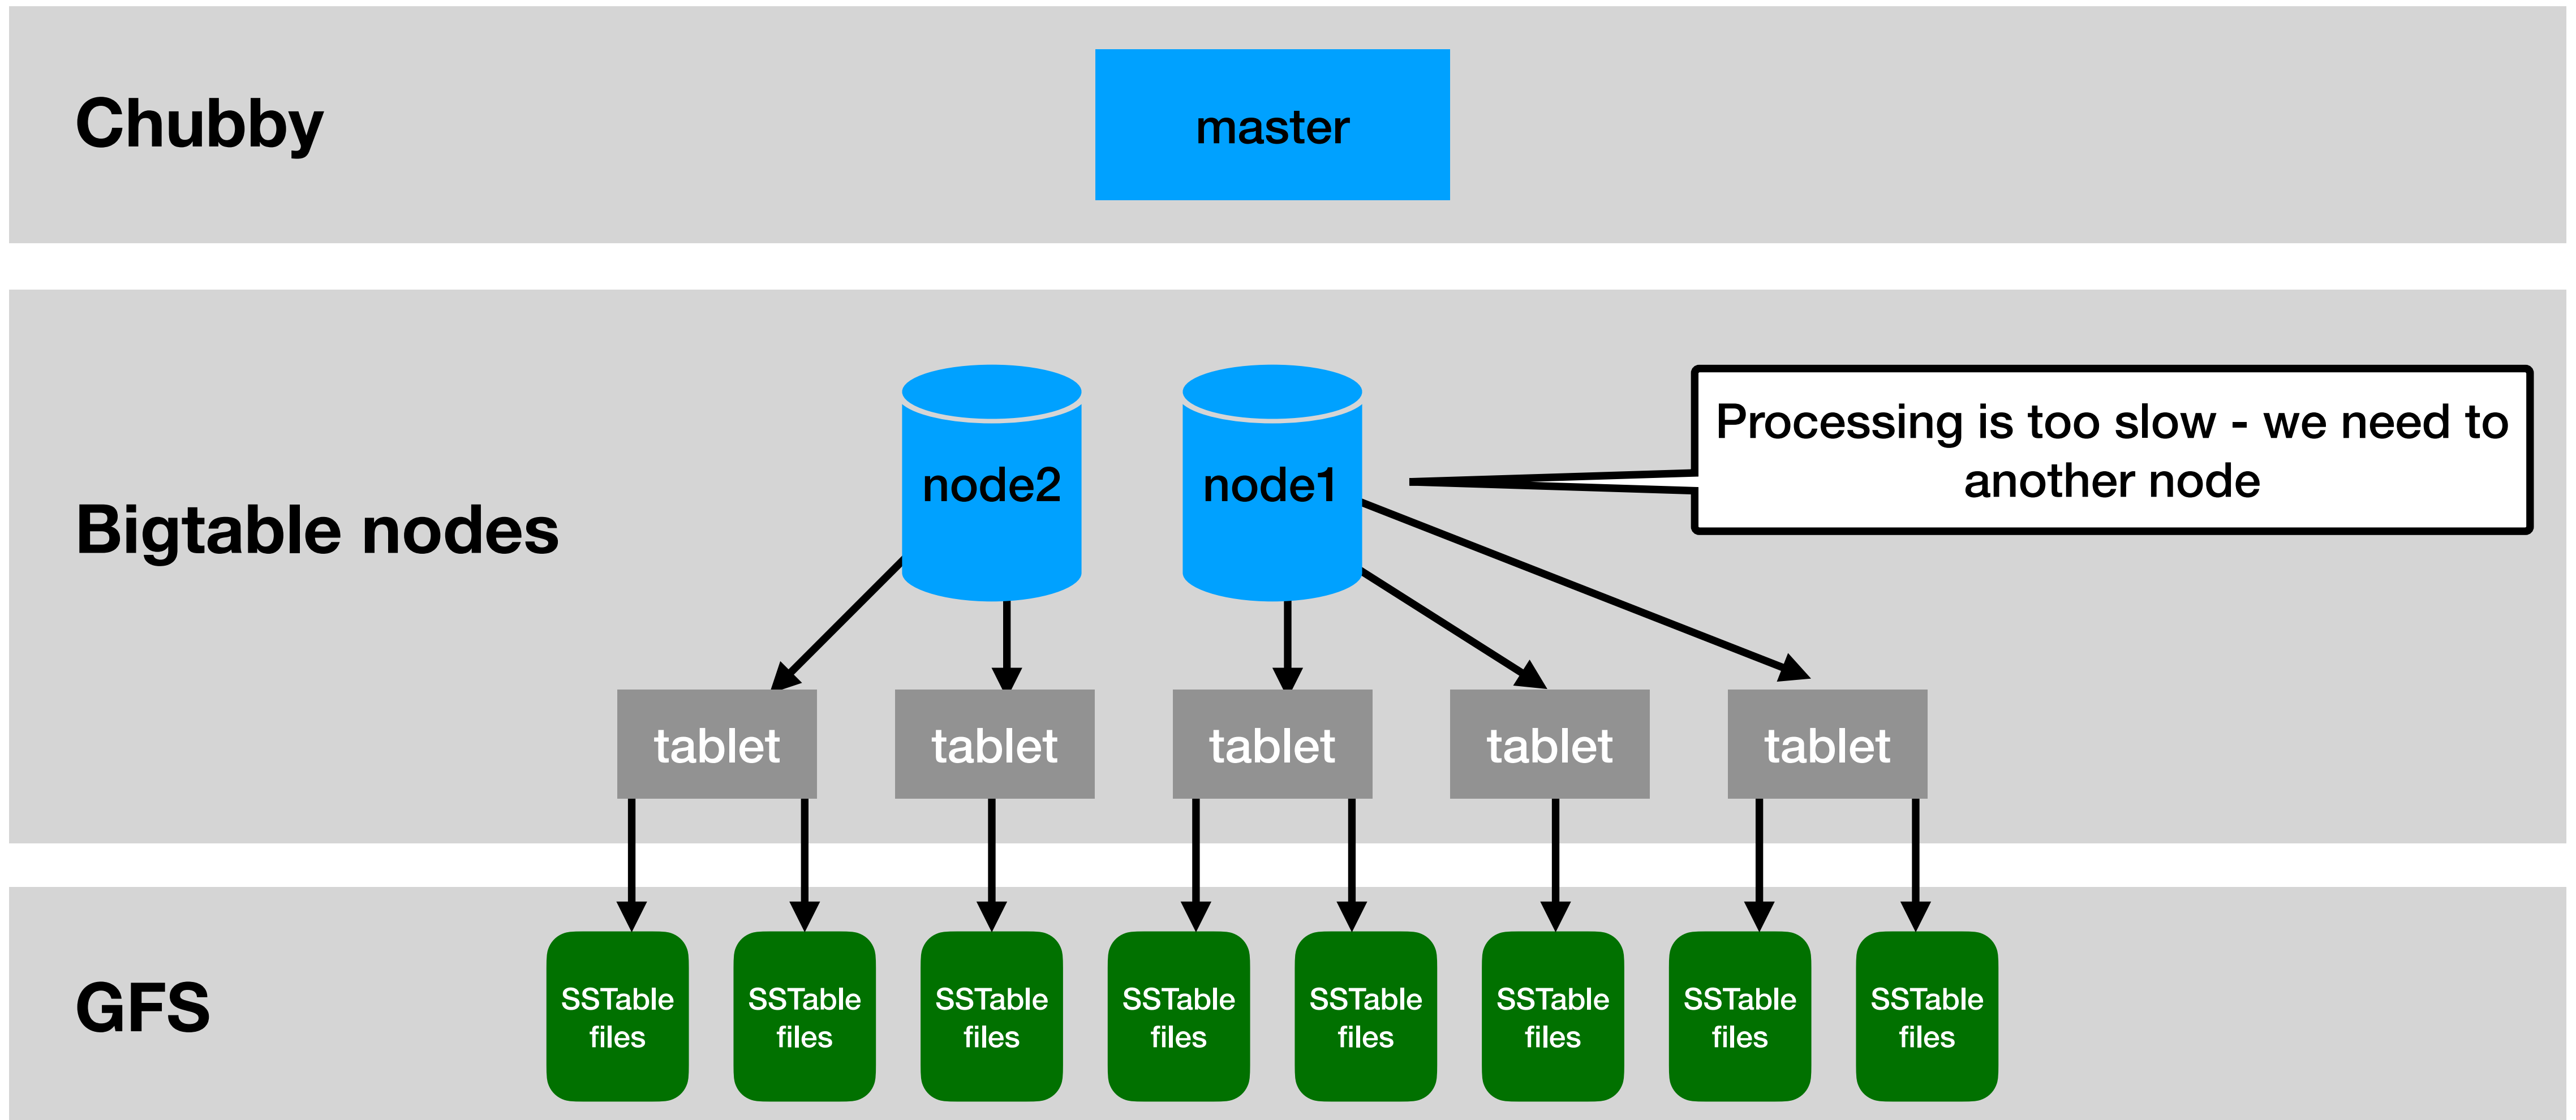 Chubby
master
Bigtable nodes
node2
node1
Processing is too slow - we need to
another node
tablet
tablet
tablet
tablet
tablet
GFS
SSTable
files
SSTable
files
SSTable
files
SSTable
files
SSTable
files
SSTable
files
SSTable
files
SSTable
files